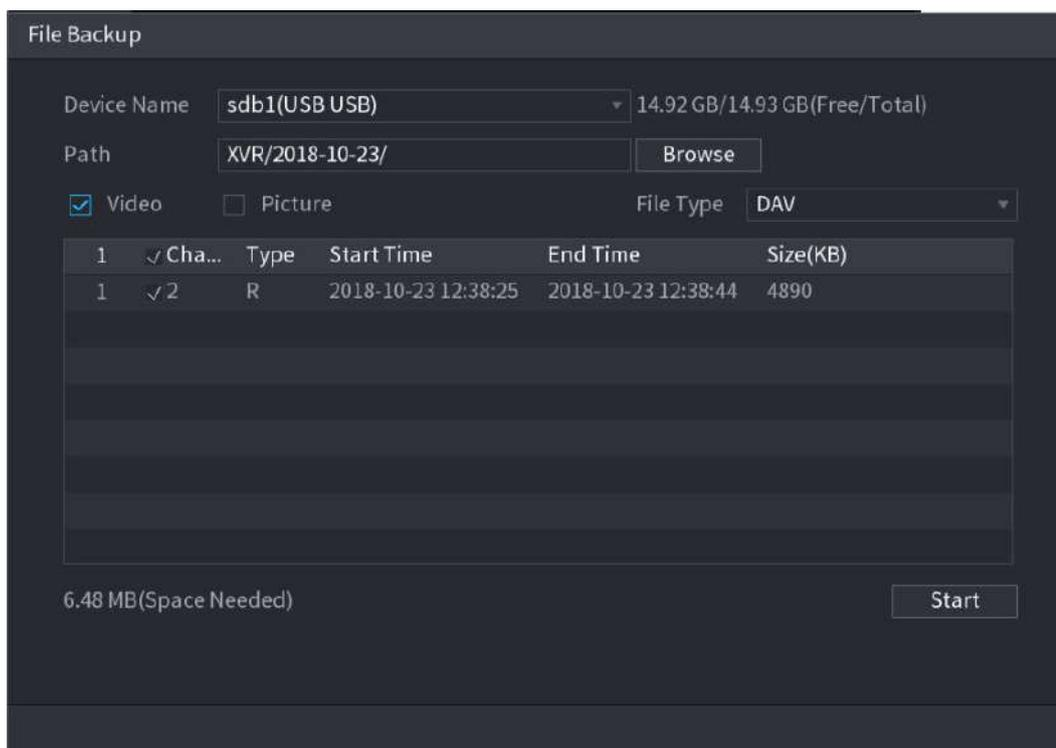 File Backup
Device Name sdb1(USB USB) 14.92 GB/14.93 GB(Free/Total)
Path XVR/2018-10-23/ Browse
Video Picture File Type DAV
1 Cha... Type Start Time End Time Size(KB)
1 2 R 2018-10-23 12:38:25 2018-10-23 12:38:44 4890
6.48 MB(Space Needed) Start